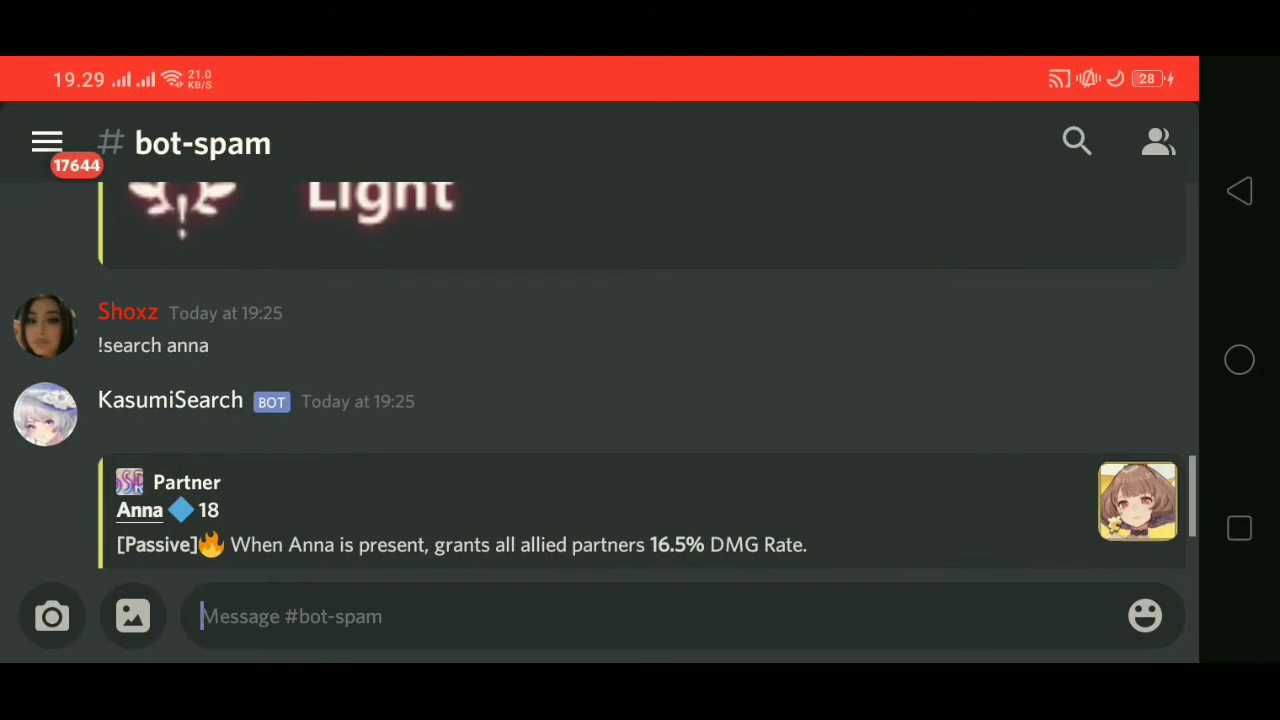 19.29 21.0 KB/S 28
# bot-spam
17644
Light
Shoxz Today at 19:25
!search anna
KasumiSearch BOT Today at 19:25
SSR Partner
Anna 🔷 18
[Passive]🔥 When Anna is present, grants all allied partners 16.5% DMG Rate.
Message #bot-spam